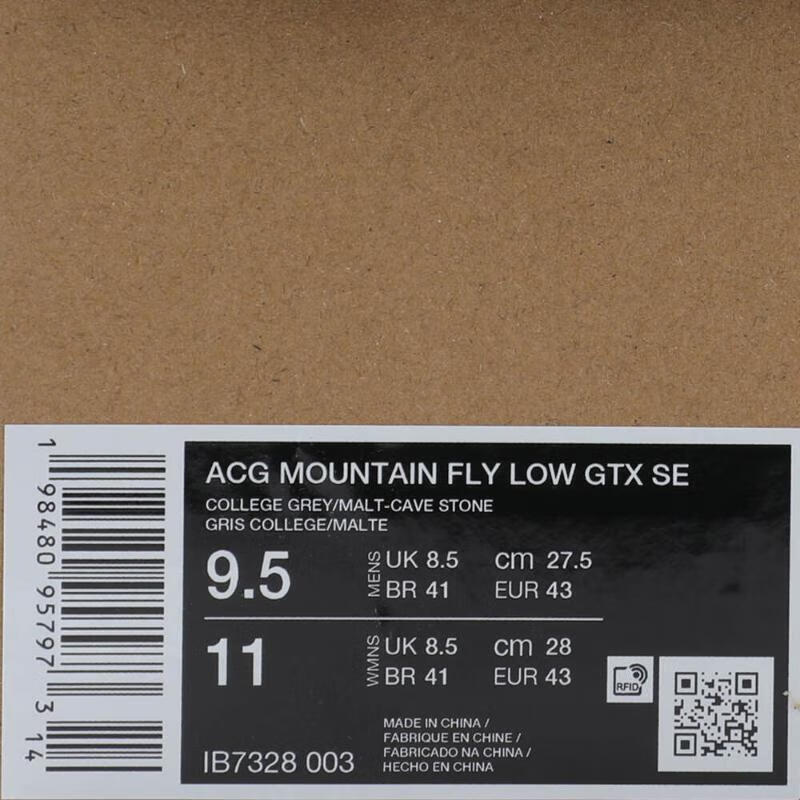 ACG MOUNTAIN FLY LOW GTX SE
COLLEGE GREY/MALT-CAVE STONE
GRIS COLLEGE/MALTE
9.5
MENS
UK 8.5 cm 27.5
BR 41 EUR 43
11
WMNS
UK 8.5 cm 28
BR 41 EUR 43
RFID
IB7328 003
MADE IN CHINA /
FABRIQUE EN CHINE /
FABRICADO NA CHINA /
HECHO EN CHINA
1 98480 95797 3 14